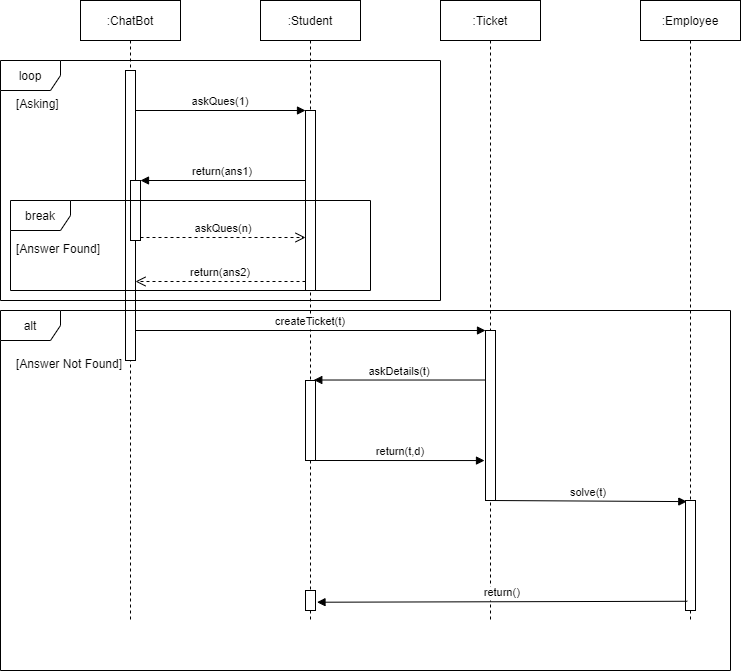 :ChatBot
:Student
:Ticket
:Employee
loop
[Asking]
askQues(1)
return(ans1)
break
askQues(n)
[Answer Found]
return(ans2)
alt
createTicket(t)
[Answer Not Found]
askDetails(t)
return(t,d)
solve(t)
return()